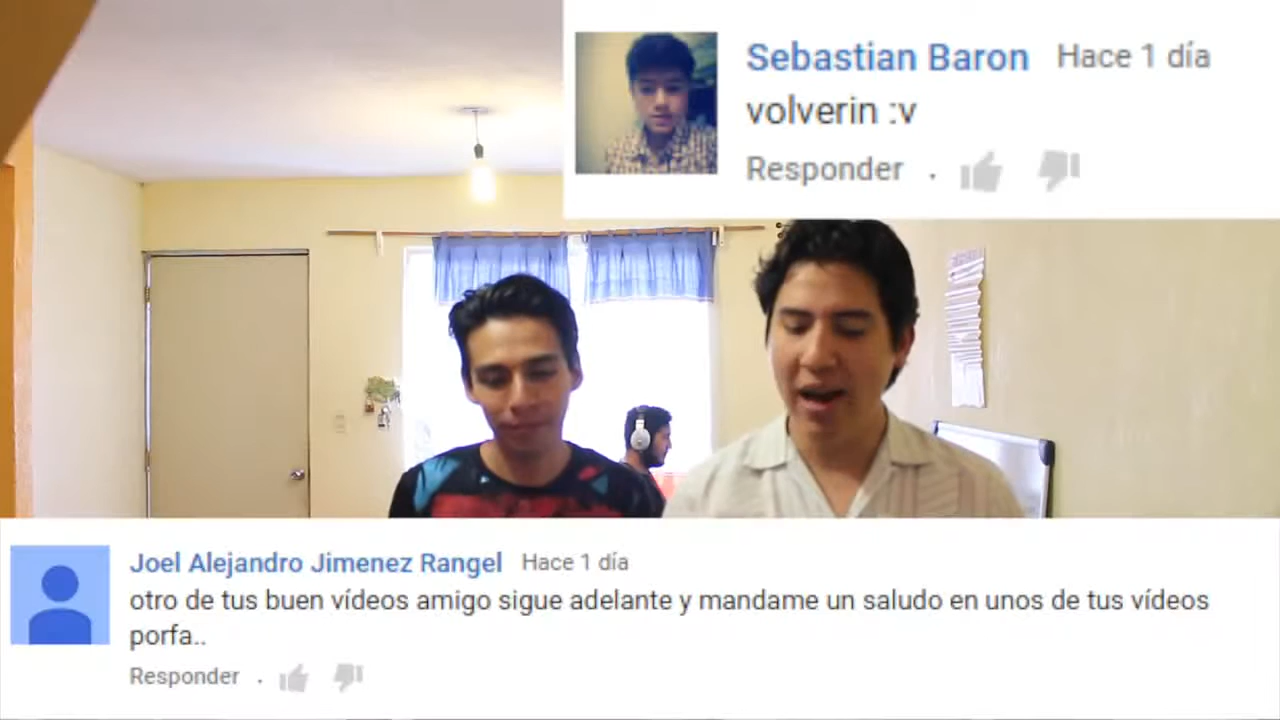 Sebastian Baron Hace 1 día
volverin :v
Responder .
Joel Alejandro Jimenez Rangel Hace 1 día
otro de tus buen vídeos amigo sigue adelante y mandame un saludo en unos de tus vídeos
porfa..
Responder .